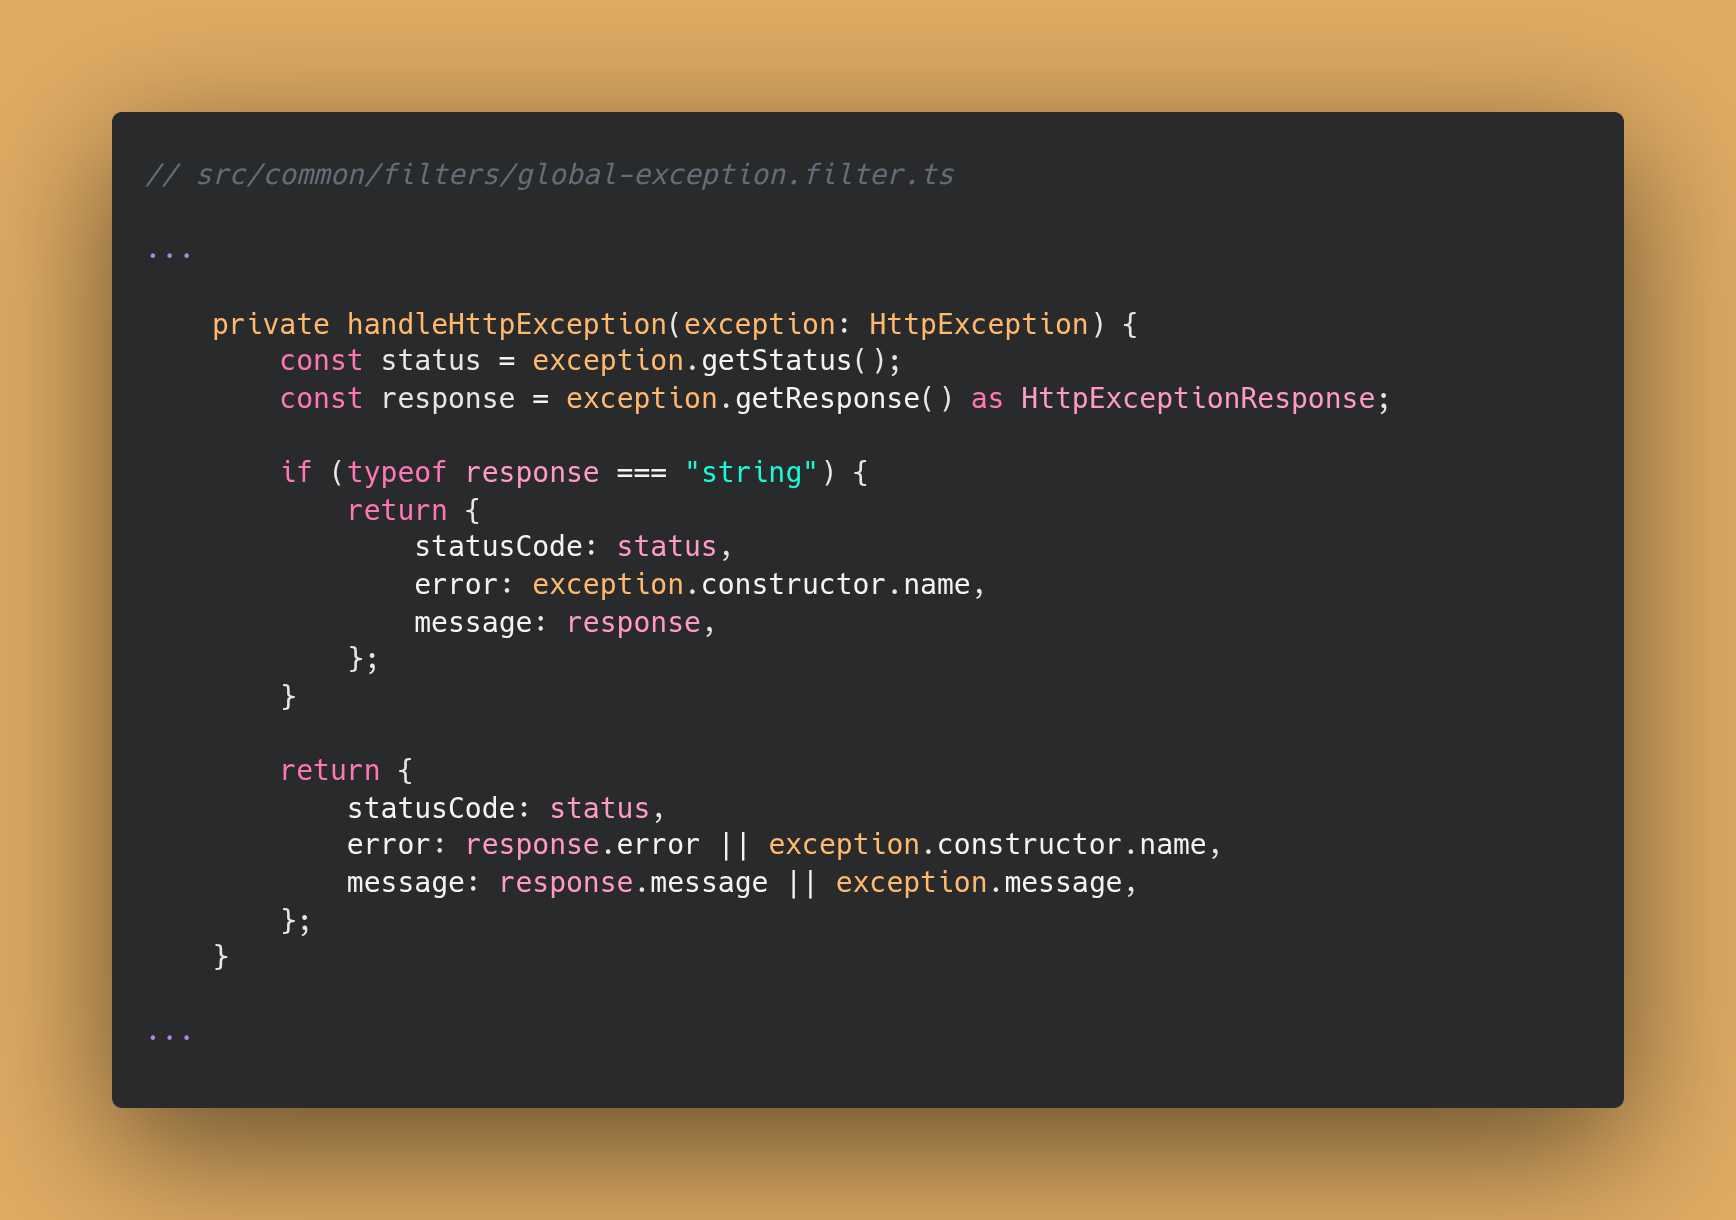 // src/common/filters/global-exception.filter.ts
...
    private handleHttpException(exception: HttpException) {
        const status = exception.getStatus();
        const response = exception.getResponse() as HttpExceptionResponse;
        if (typeof response === "string") {
            return {
                statusCode: status,
                error: exception.constructor.name,
                message: response,
            };
        }
        return {
            statusCode: status,
            error: response.error || exception.constructor.name,
            message: response.message || exception.message,
        };
    }
...